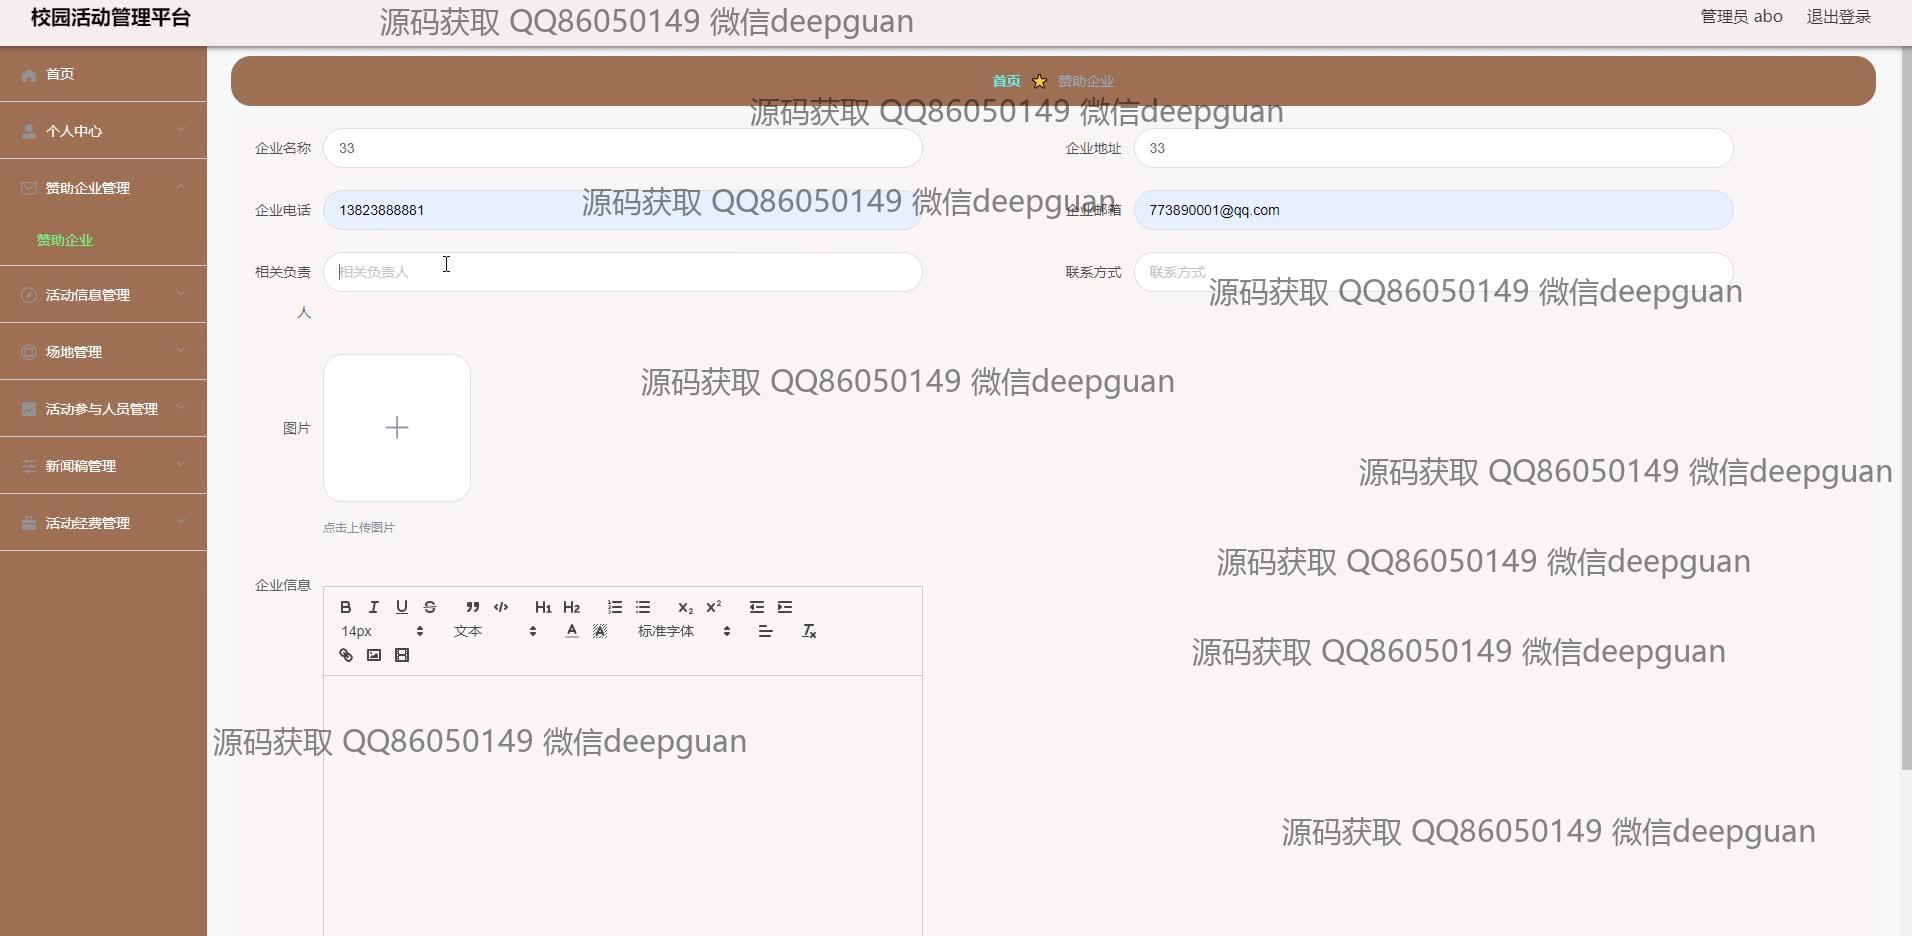 校园活动管理平台
源码获取 QQ86050149 微信deepguan
管理员 abo
退出登录
首页
个人中心
赞助企业管理
赞助企业
活动信息管理
场地管理
活动参与人员管理
新闻稿管理
活动经费管理
首页 赞助企业
源码获取 QQ86050149 微信deepguan
企业名称 33
企业地址 33
企业电话 13823888881
源码获取 QQ86050149 微信deepguan
企业邮箱 773890001@qq.com
相关负责人 相关负责人
联系方式 联系方式
源码获取 QQ86050149 微信deepguan
源码获取 QQ86050149 微信deepguan
图片
点击上传图片
源码获取 QQ86050149 微信deepguan
源码获取 QQ86050149 微信deepguan
企业信息
B I U S H1 H2 x2 x2
14px 文本 A A 标准字体 Tx
源码获取 QQ86050149 微信deepguan
源码获取 QQ86050149 微信deepguan
源码获取 QQ86050149 微信deepguan